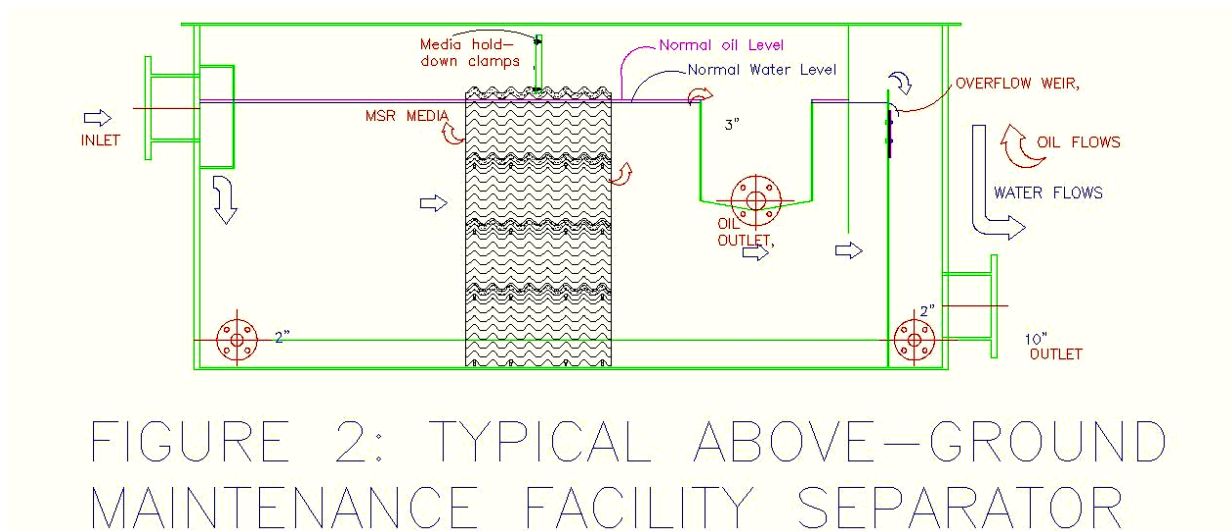 Media hold-
down clamps
Normal oil Level
Normal Water Level
OVERFLOW WEIR,
MSR MEDIA
INLET
3"
OIL FLOWS
WATER FLOWS
OIL
OUTLET,
2"
2"
10"
OUTLET
FIGURE 2: TYPICAL ABOVE-GROUND
MAINTENANCE FACILITY SEPARATOR